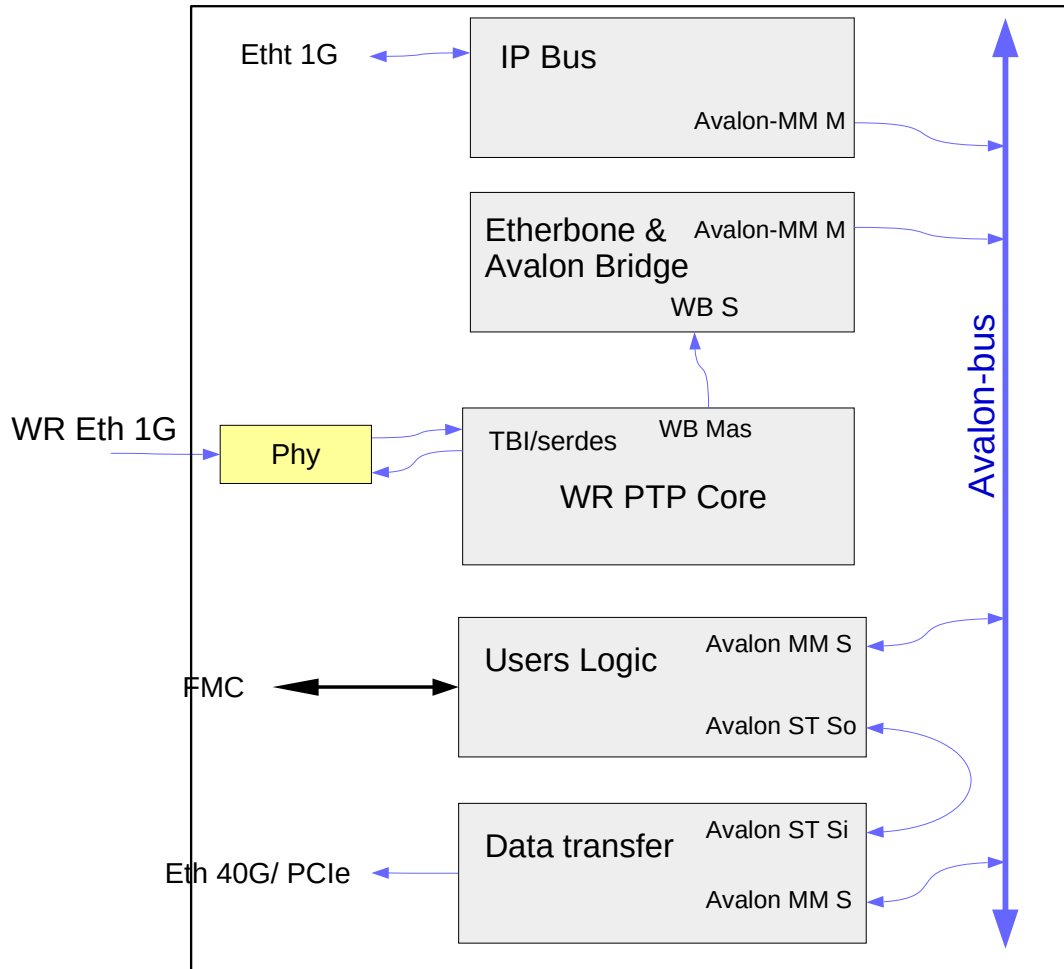 Etht 1G
IP Bus
Avalon-MM M
Etherbone &
Avalon Bridge
Avalon-MM M
WB S
Avalon-bus
WR Eth 1G
Phy
TBI/serdes
WB Mas
WR PTP Core
Users Logic
Avalon MM S
FMC
Avalon ST So
Data transfer
Avalon ST Si
Eth 40G/ PCIe
Avalon MM S